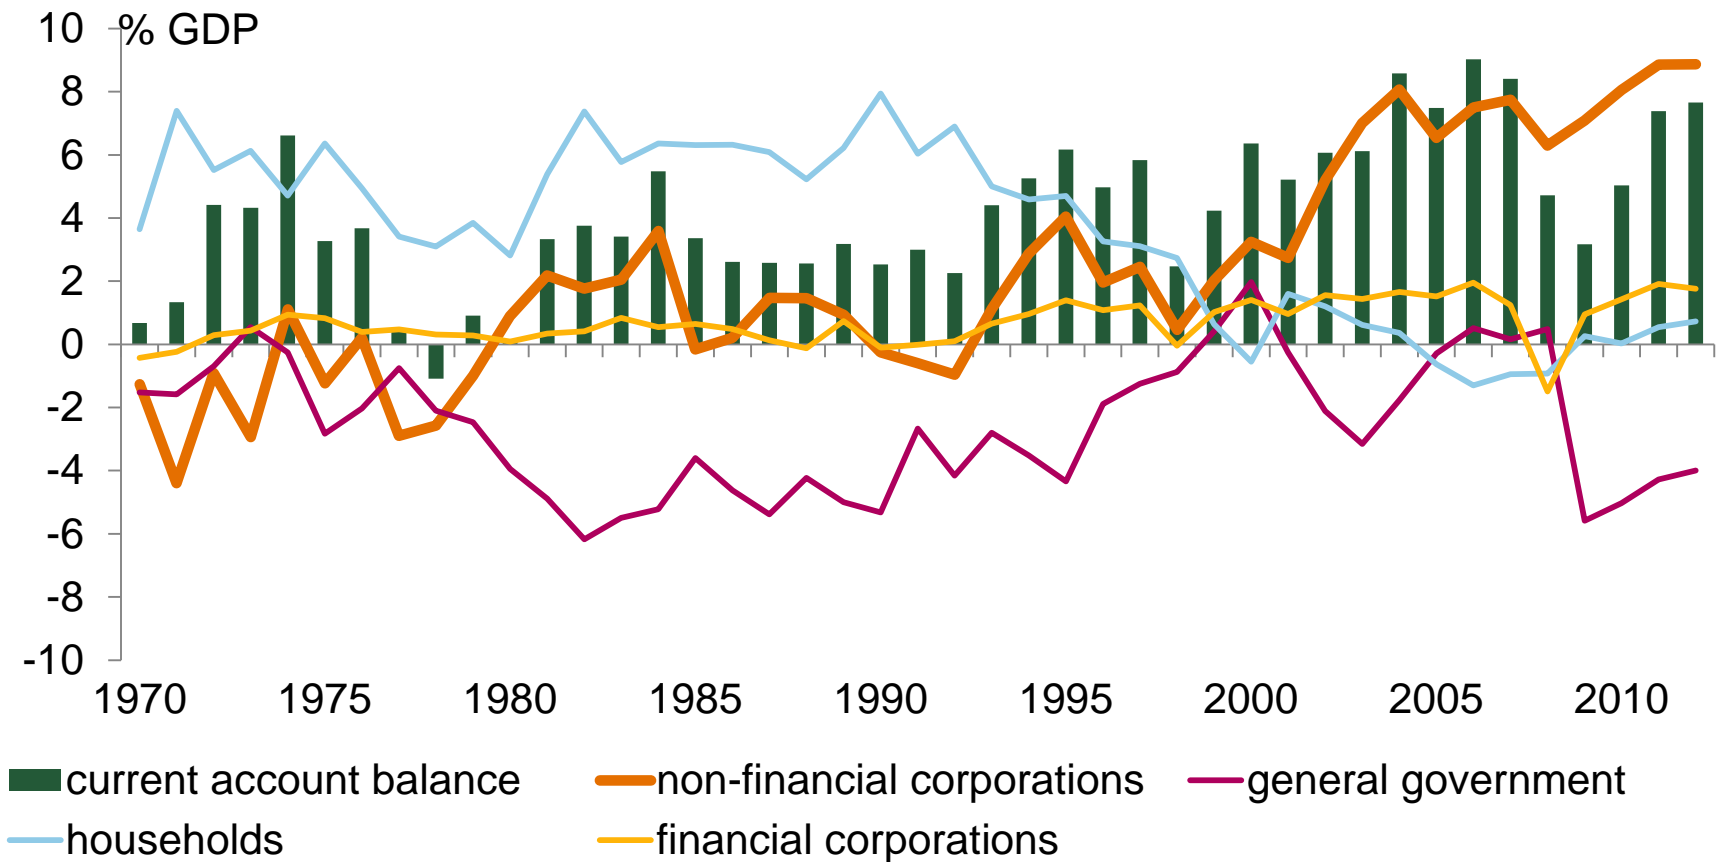 % GDP
10
8
6
4
2
0
-2
-4
-6
-8
-10
1970 1975 1980 1985 1990 1995 2000 2005 2010
current account balance non-financial corporations general government
households financial corporations